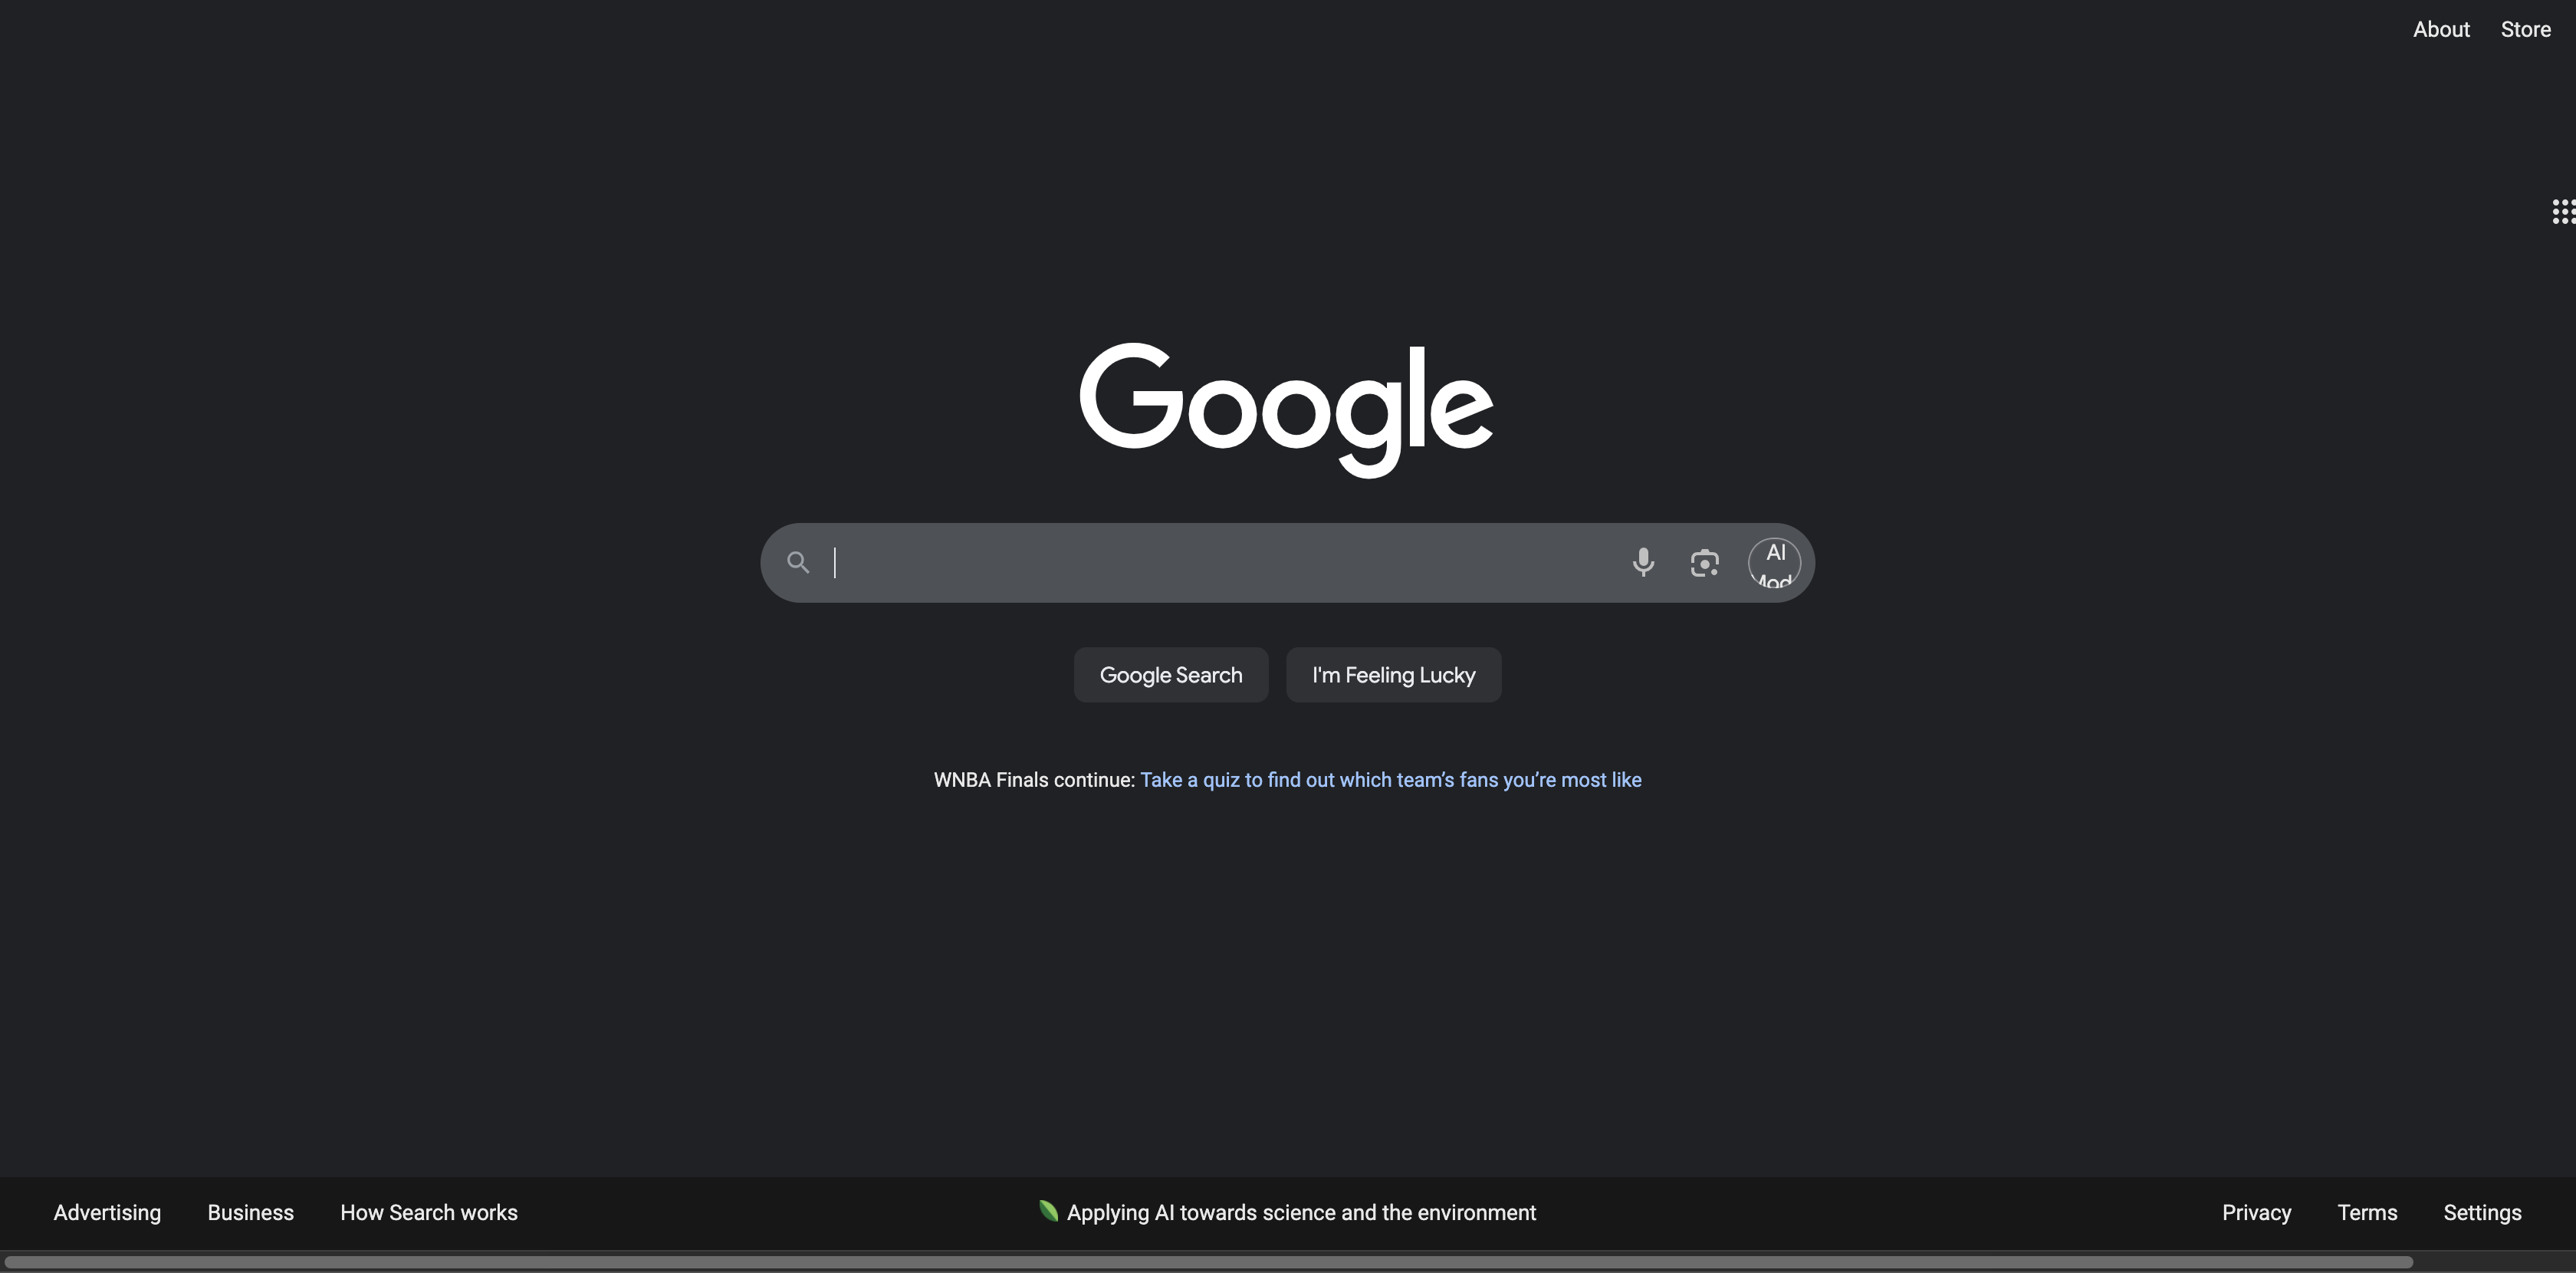 About Store
Google
AI
Mod
Google Search I'm Feeling Lucky
WNBA Finals continue: Take a quiz to find out which team’s fans you’re most like
Advertising Business How Search works Applying AI towards science and the environment Privacy Terms Settings